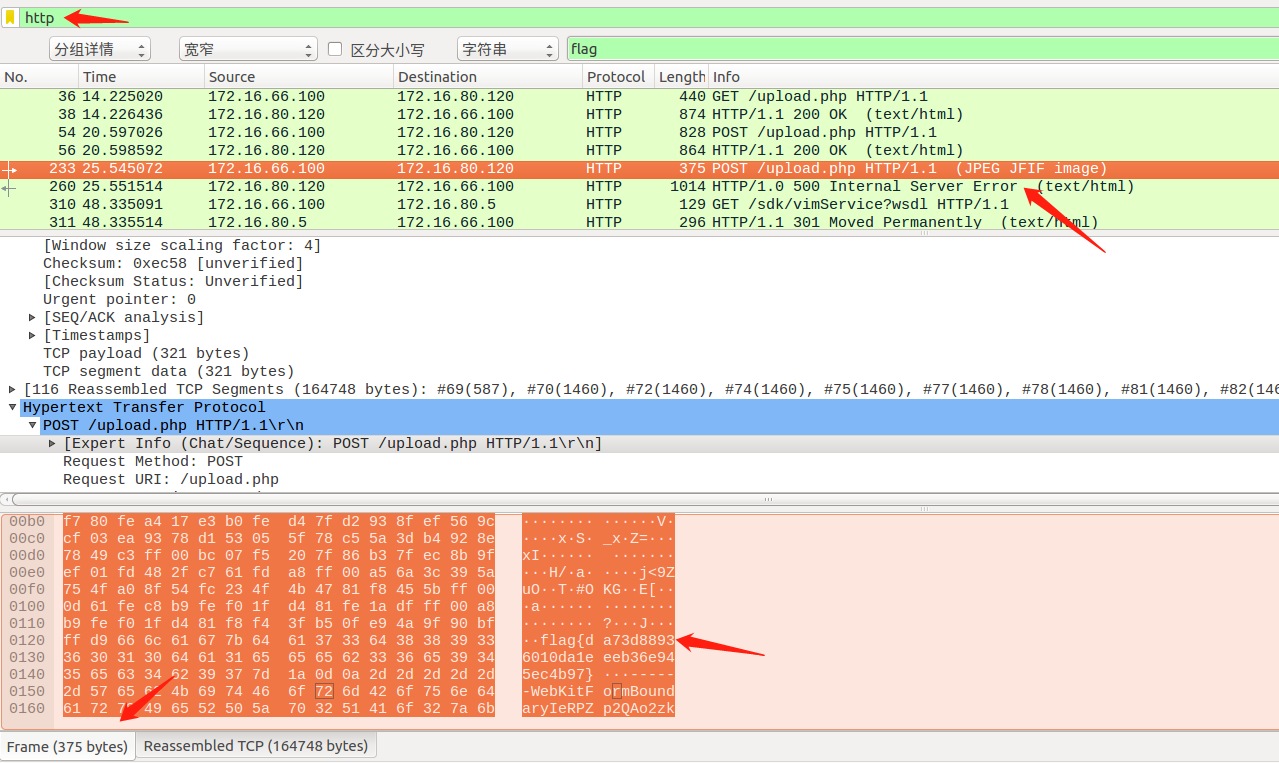 http
分组详情 宽窄 区分大小写 字符串 flag
No. Time Source Destination Protocol Length Info
36 14.225020 172.16.66.100 172.16.80.120 HTTP 440 GET /upload.php HTTP/1.1
38 14.226436 172.16.80.120 172.16.66.100 HTTP 874 HTTP/1.1 200 OK (text/html)
54 20.597026 172.16.66.100 172.16.80.120 HTTP 828 POST /upload.php HTTP/1.1
56 20.598592 172.16.80.120 172.16.66.100 HTTP 864 HTTP/1.1 200 OK (text/html)
233 25.545072 172.16.66.100 172.16.80.120 HTTP 375 POST /upload.php HTTP/1.1 (JPEG JFIF image)
260 25.551514 172.16.80.120 172.16.66.100 HTTP 1014 HTTP/1.0 500 Internal Server Error (text/html)
310 48.335091 172.16.66.100 172.16.80.5 HTTP 129 GET /sdk/vimService?wsdl HTTP/1.1
311 48.335514 172.16.80.5 172.16.66.100 HTTP 296 HTTP/1.1 301 Moved Permanently (text/html)
[Window size scaling factor: 4]
Checksum: 0xec58 [unverified]
[Checksum Status: Unverified]
Urgent pointer: 0
[SEQ/ACK analysis]
[Timestamps]
TCP payload (321 bytes)
TCP segment data (321 bytes)
[116 Reassembled TCP Segments (164748 bytes): #69(587), #70(1460), #72(1460), #74(1460), #75(1460), #77(1460), #78(1460), #81(1460), #82(146
Hypertext Transfer Protocol
POST /upload.php HTTP/1.1\r\n
[Expert Info (Chat/Sequence): POST /upload.php HTTP/1.1\r\n]
Request Method: POST
Request URI: /upload.php
00b0 f7 80 fe a4 17 e3 b0 fe d4 7f d2 93 8f ef 56 9c ········ ······V·
00c0 cf 03 ea 93 78 d1 53 05 5f 78 c5 5a 3d b4 92 8e ····x·S· _x·Z=···
00d0 78 49 c3 ff 00 bc 07 f5 20 7f 86 b3 7f ec 8b 9f xI······ ·······
00e0 ef 01 fd 48 2f c7 61 fd a8 ff 00 a5 6a 3c 39 5a ···H/·a· ····j<9Z
00f0 75 4f a0 8f 54 fc 23 4f 4b 47 81 f8 45 5b ff 00 uO··T·#O KG··E[··
0100 0d 61 fe c8 b9 fe f0 1f d4 81 fe 1a df ff 00 a8 ·a······ ········
0110 b9 fe f0 1f d4 81 f8 f4 3f b5 0f e9 4a 9f 90 bf ········ ?···J···
0120 ff d9 66 6c 61 67 7b 64 61 37 33 64 38 38 39 33 ··flag{d a73d8893
0130 36 30 31 30 64 61 31 65 65 65 62 33 36 65 39 34 6010da1e eeb36e94
0140 35 65 63 34 62 39 37 7d 1a 0d 0a 2d 2d 2d 2d 2d 5ec4b97} ···-----
0150 2d 57 65 62 4b 69 74 46 6f 72 6d 42 6f 75 6e 64 -WebKitF ormBound
0160 61 72 79 49 65 52 50 5a 70 32 51 41 6f 32 7a 6b aryIeRPZ p2QAo2zk
Frame (375 bytes) Reassembled TCP (164748 bytes)